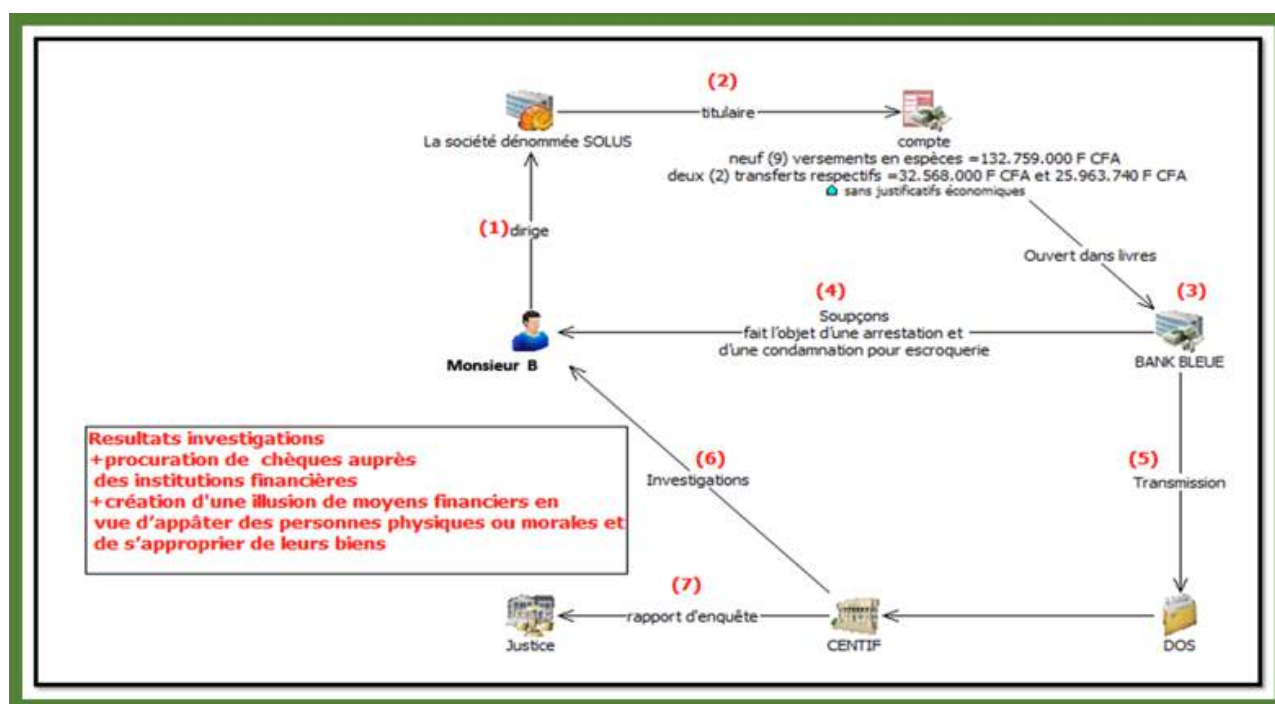 (2)
titulaire
La société dénommée SOLUS
compte
neuf (9) versements en espèces =132.759.000 F CFA
deux (2) transferts respectifs =32.568.000 F CFA et 25.963.740 F CFA
sans justificatifs économiques
(1) dirige
Ouvert dans livres
(4)
(3)
Soupçons
fait l'objet d'une arrestation et
d'une condamnation pour escroquerie
Monsieur B
BANK BLEUE
Resultats investigations
+procuration de chèques auprès
des institutions financières
+création d'une illusion de moyens financiers en
vue d'appâter des personnes physiques ou morales et
de s'approprier de leurs biens
(6)
Investigations
(5)
Transmission
(7)
rapport d'enquête
Justice
CENTIF
DOS